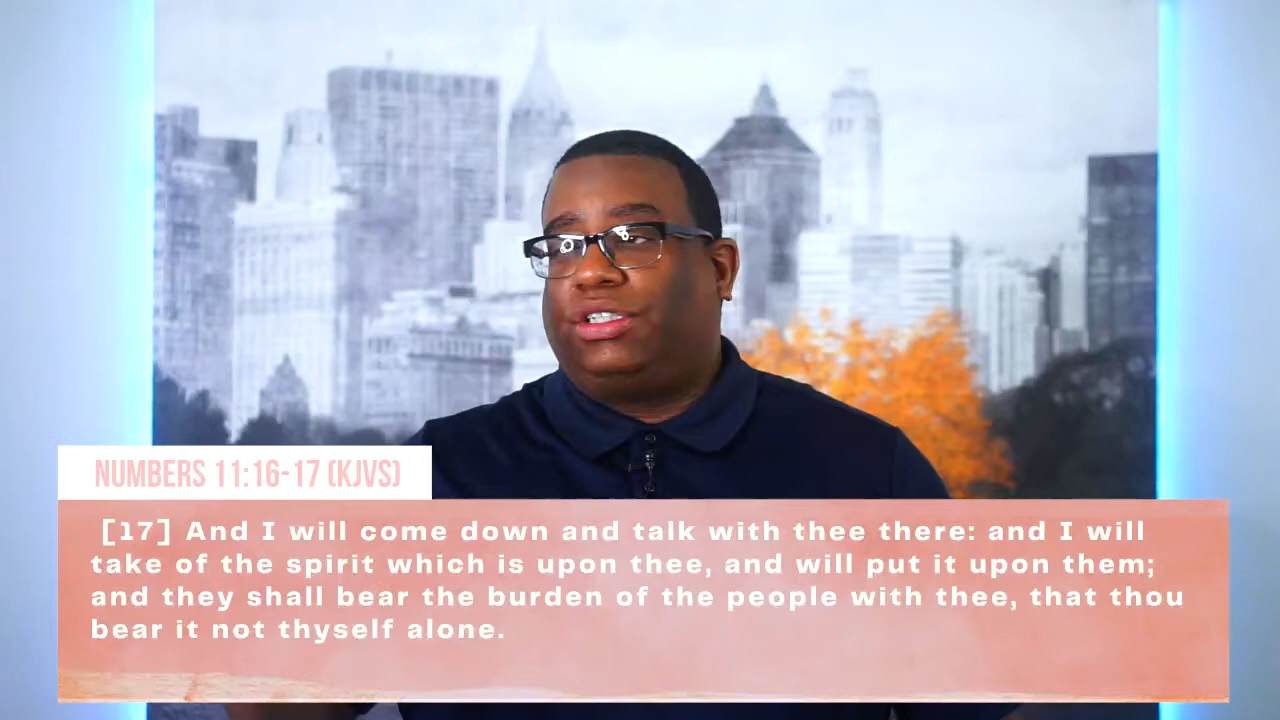 NUMBERS 11:16-17 (KJVS)
[17] And I will come down and talk with thee there: and I will
take of the spirit which is upon thee, and will put it upon them;
and they shall bear the burden of the people with thee, that thou
bear it not thyself alone.